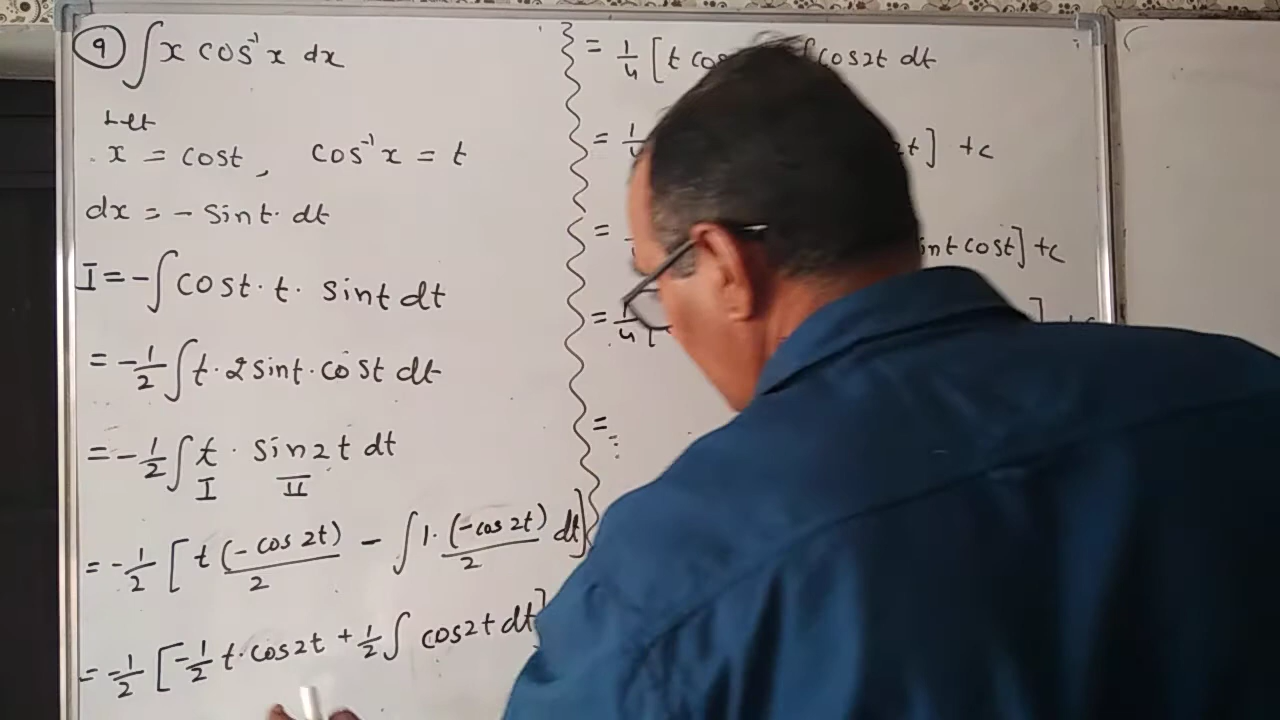 9 ∫ x cos⁻¹x dx
Let
x = cost, cos⁻¹x = t
dx = - sint. dt
I = -∫cost. t. sint dt
= -1/2 ∫t. 2sint. cost dt
= -1/2 ∫ t . sin2t dt
I II
= -1/2 [t (-cos 2t)/2 - ∫1. (-cos 2t)/2 dt]
= -1/2 [-1/2 t. cos2t + 1/2 ∫ cos2t dt]
= 1/4 [t cos ∫cos2t dt
= 1/4 t] +c
= int cost] +c
= 1/4 [ ] +c
=